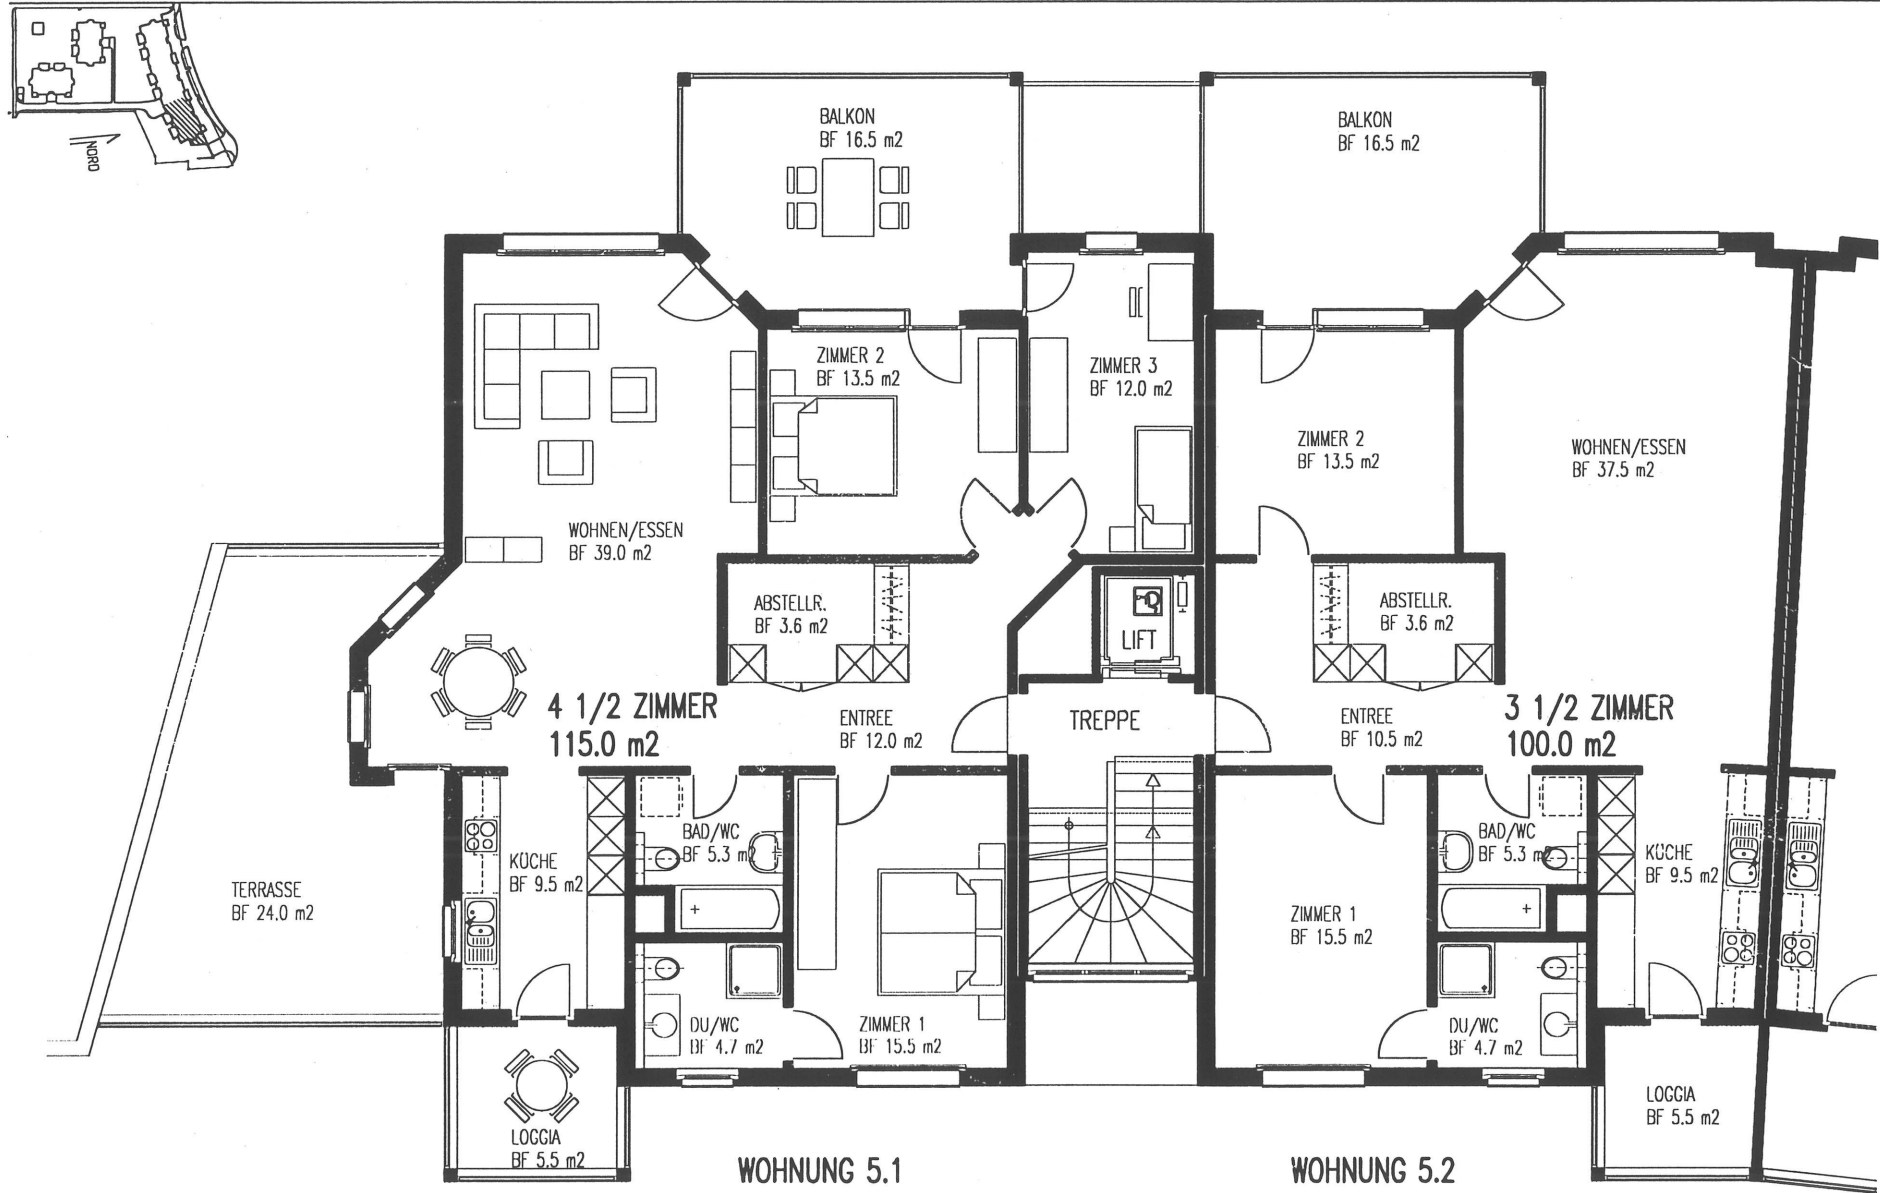 NORD
BALKON
BF 16.5 m2
BALKON
BF 16.5 m2
ZIMMER 2
BF 13.5 m2
ZIMMER 3
BF 12.0 m2
ZIMMER 2
BF 13.5 m2
WOHNEN/ESSEN
BF 37.5 m2
WOHNEN/ESSEN
BF 39.0 m2
ABSTELLR.
BF 3.6 m2
LIFT
ABSTELLR.
BF 3.6 m2
4 1/2 ZIMMER
115.0 m2
ENTREE
BF 12.0 m2
TREPPE
ENTREE
BF 10.5 m2
3 1/2 ZIMMER
100.0 m2
TERRASSE
BF 24.0 m2
KÜCHE
BF 9.5 m2
BAD/WC
BF 5.3 m2
BAD/WC
BF 5.3 m2
KÜCHE
BF 9.5 m2
ZIMMER 1
BF 15.5 m2
DU/WC
BF 4.7 m2
ZIMMER 1
BF 15.5 m2
DU/WC
BF 4.7 m2
LOGGIA
BF 5.5 m2
LOGGIA
BF 5.5 m2
WOHNUNG 5.1
WOHNUNG 5.2